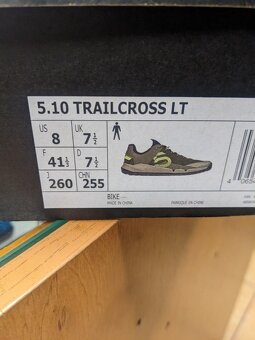 5.10 TRAILCROSS LT
US 8 UK 7½
F 41⅓ D 7½
J 260 CHN 255
BIKE
MADE IN CHINA FABRIQUÉ EN CHINE